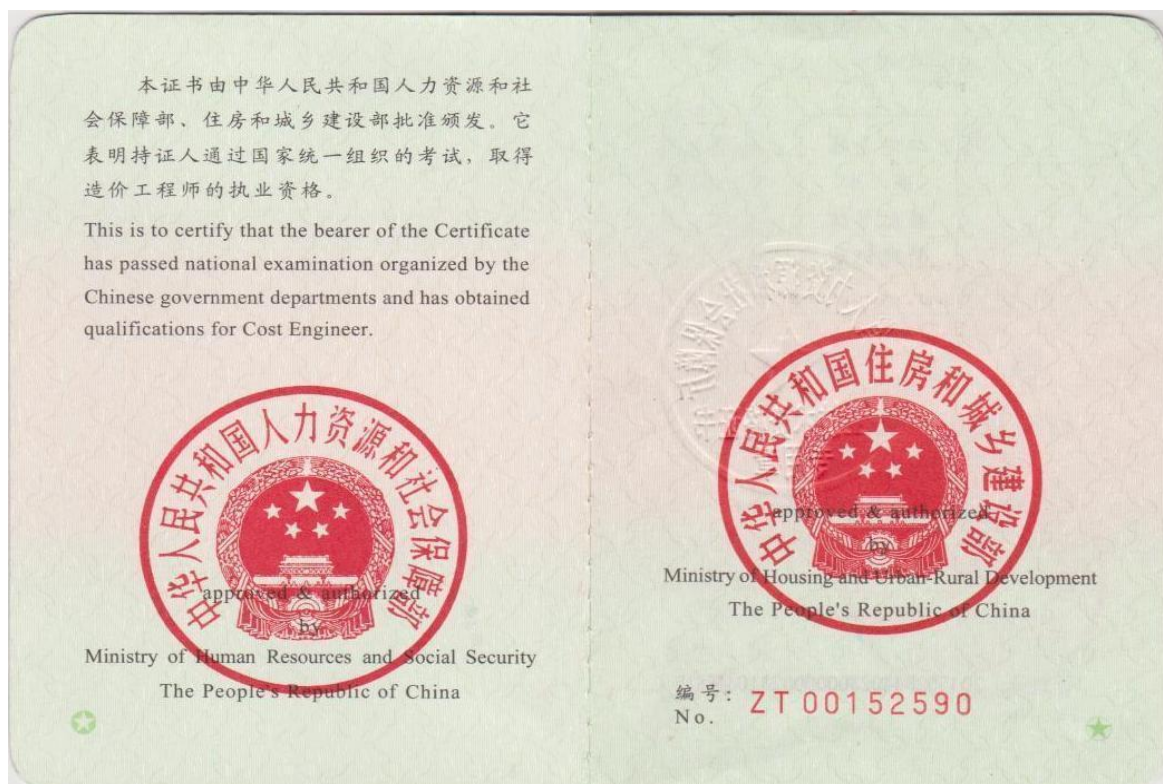 本证书由中华人民共和国人力资源和社
会保障部、住房和城乡建设部批准颁发。它
表明持证人通过国家统一组织的考试，取得
造价工程师的执业资格。
This is to certify that the bearer of the Certificate
has passed national examination organized by the
Chinese government departments and has obtained
qualifications for Cost Engineer.
中华人民共和国人力资源和社会保障部
approved & authorized
by
Ministry of Human Resources and Social Security
The People's Republic of China
中华人民共和国住房和城乡建设部
approved & authorized
by
Ministry of Housing and Urban-Rural Development
The People's Republic of China
编号：
No.
ZT 00152590